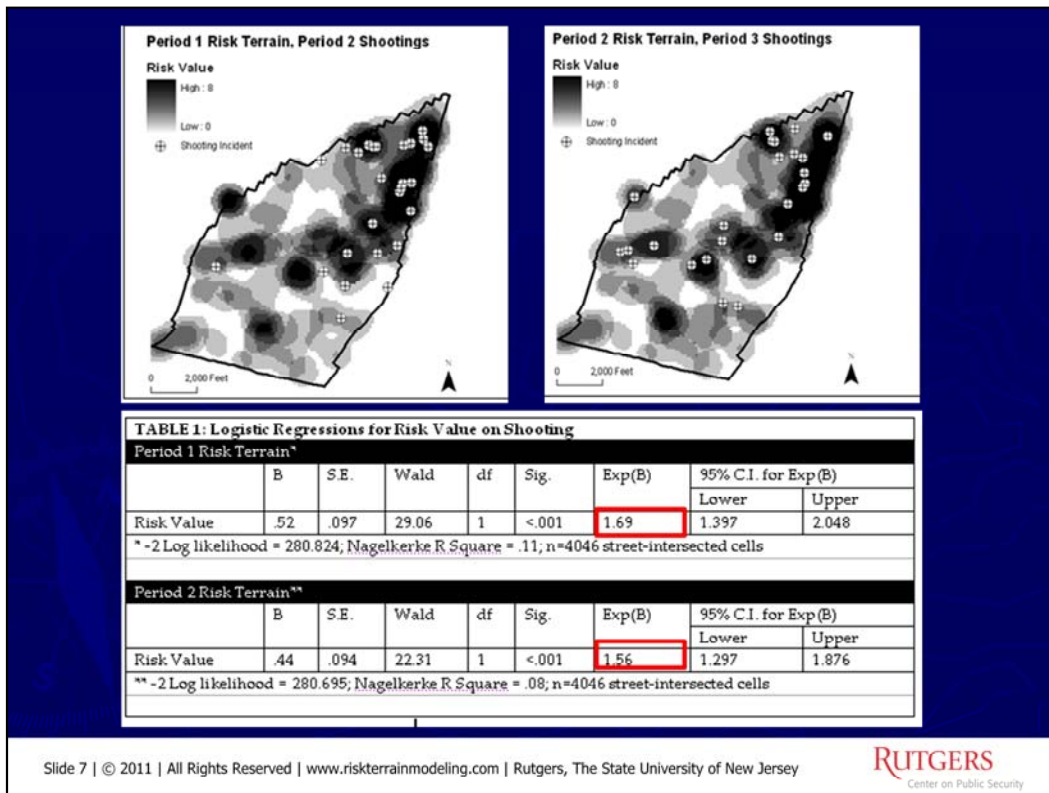 Period 1 Risk Terrain, Period 2 Shootings
Risk Value
High : 8
Low : 0
Shooting Incident
0 2,000 Feet
N
Period 2 Risk Terrain, Period 3 Shootings
Risk Value
High : 8
Low : 0
Shooting Incident
0 2,000 Feet
N
TABLE 1: Logistic Regressions for Risk Value on Shooting
Period 1 Risk Terrain*
B S.E. Wald df Sig. Exp(B) 95% C.I. for Exp(B)
Lower Upper
Risk Value .52 .097 29.06 1 <.001 1.69 1.397 2.048
* -2 Log likelihood = 280.824; Nagelkerke R Square = .11; n=4046 street-intersected cells
Period 2 Risk Terrain**
B S.E. Wald df Sig. Exp(B) 95% C.I. for Exp(B)
Lower Upper
Risk Value .44 .094 22.31 1 <.001 1.56 1.297 1.876
** -2 Log likelihood = 280.695; Nagelkerke R Square = .08; n=4046 street-intersected cells
Slide 7 | © 2011 | All Rights Reserved | www.riskterrainmodeling.com | Rutgers, The State University of New Jersey
RUTGERS
Center on Public Security